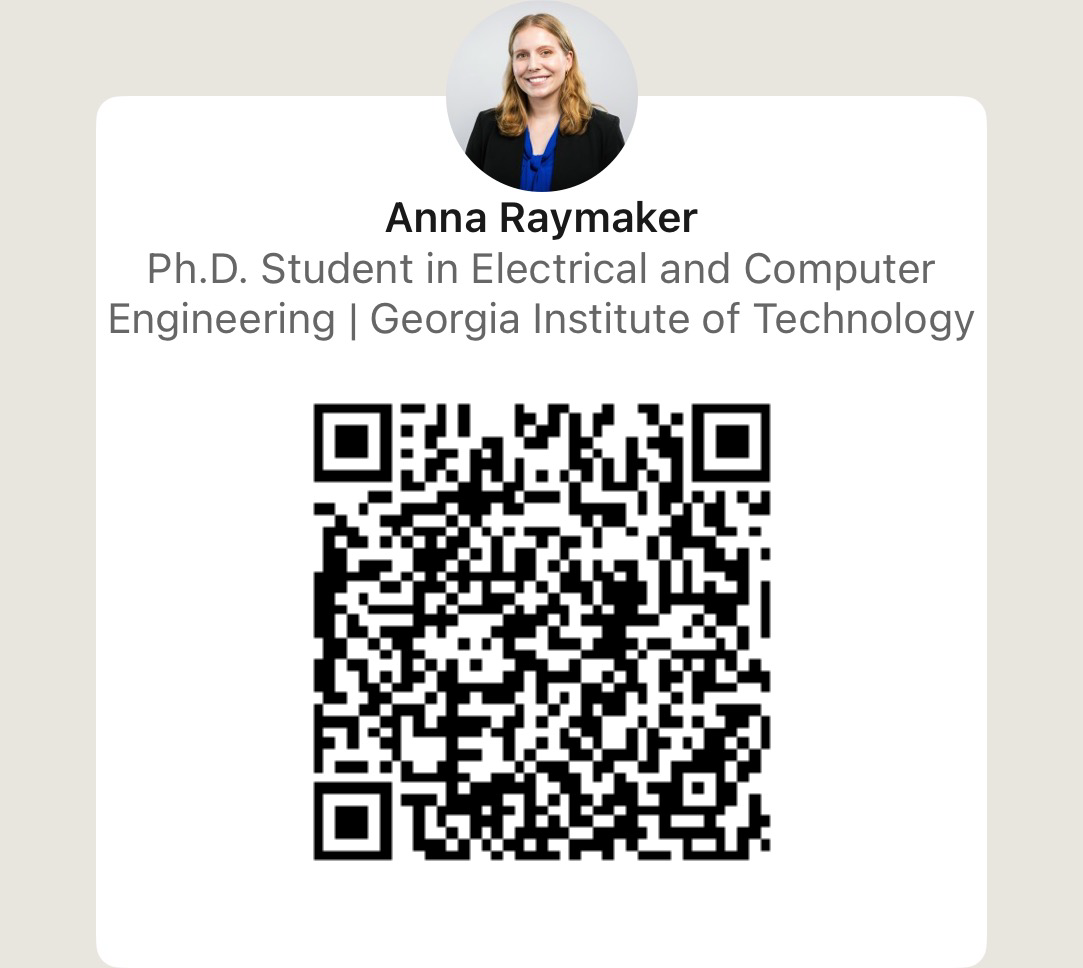 Anna Raymaker
Ph.D. Student in Electrical and Computer
Engineering | Georgia Institute of Technology